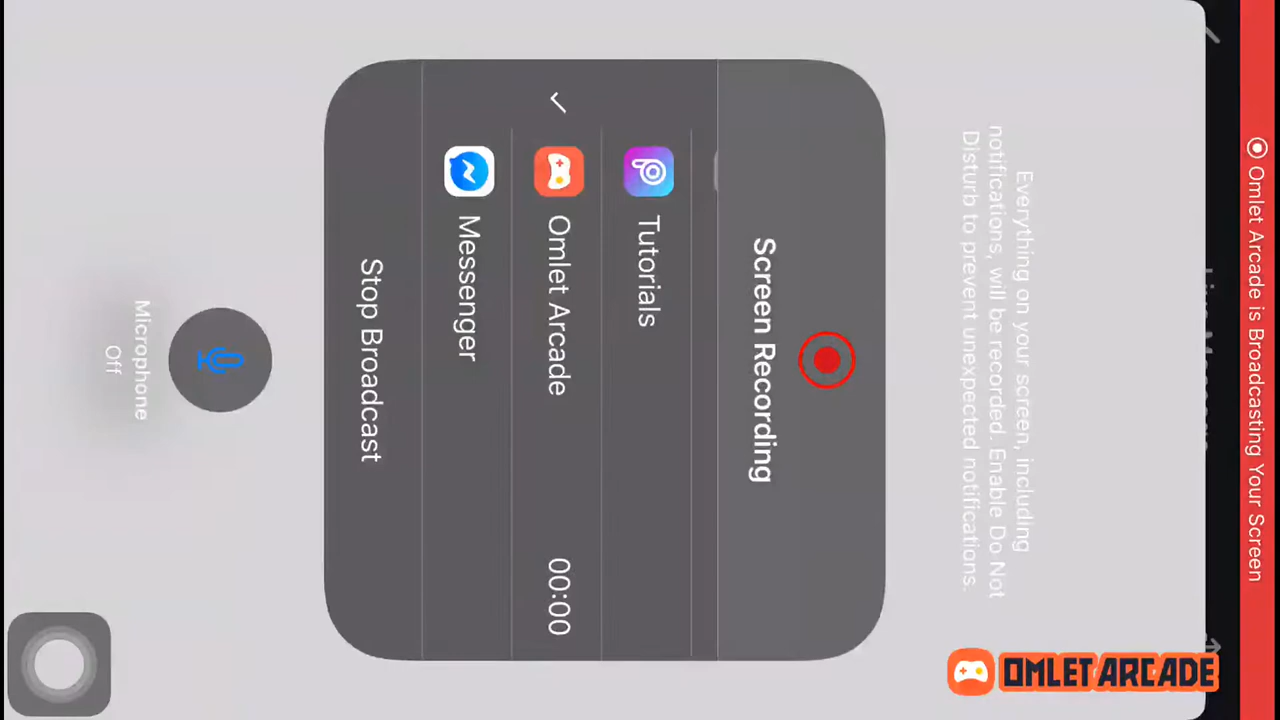 Omlet Arcade is Broadcasting Your Screen
Everything on your screen, including
notifications, will be recorded. Enable Do Not
Disturb to prevent unexpected notifications.
Screen Recording
Tutorials
Omlet Arcade 00:00
Messenger
Stop Broadcast
Microphone
Off
OMLET ARCADE